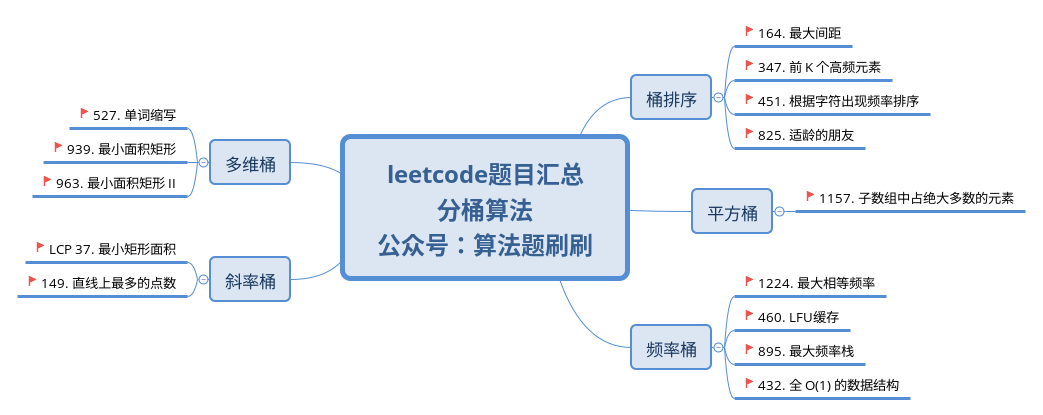 leetcode题目汇总
分桶算法
公众号：算法题刷刷
桶排序
164. 最大间距
347. 前 K 个高频元素
451. 根据字符出现频率排序
825. 适龄的朋友
平方桶
1157. 子数组中占绝大多数的元素
频率桶
1224. 最大相等频率
460. LFU缓存
895. 最大频率栈
432. 全 O(1) 的数据结构
多维桶
527. 单词缩写
939. 最小面积矩形
963. 最小面积矩形 II
斜率桶
LCP 37. 最小矩形面积
149. 直线上最多的点数